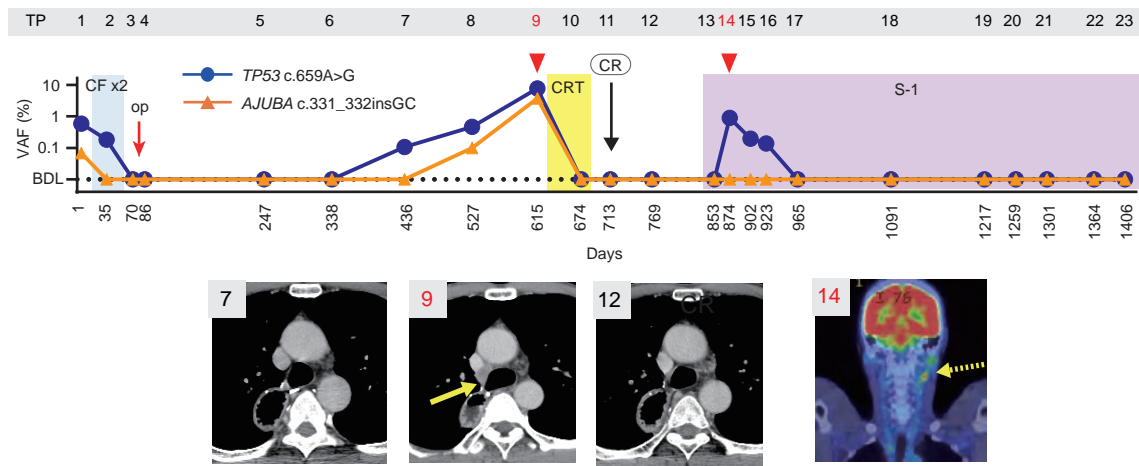 TP 1 2 3 4 5 6 7 8 9 10 11 12 13 14 15 16 17 18 19 20 21 22 23
CF x2
TP53 c.659A>G
AJUBA c.331_332insGC
op
CRT
CR
S-1
VAF (%)
10
1
0.1
BDL
1 35 70 86 247 338 436 527 615 674 713 769 853 874 902 923 965 1091 1217 1259 1301 1364 1406
Days
7
9
12
CR
14